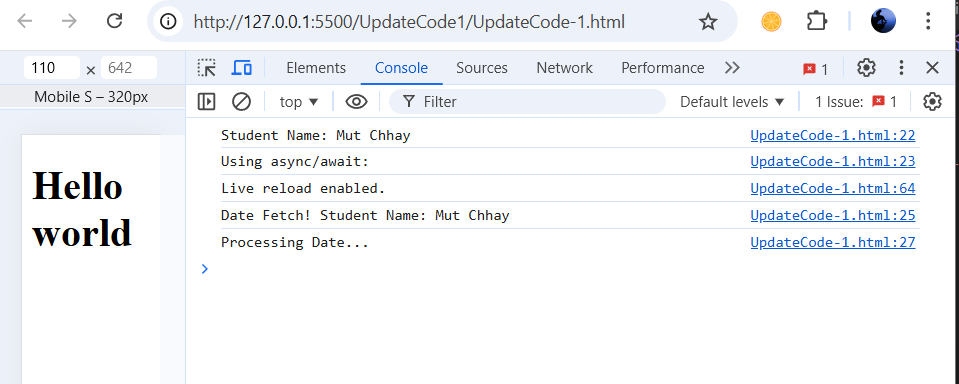 http://127.0.0.1:5500/UpdateCode1/UpdateCode-1.html
110 × 642
Elements Console Sources Network Performance 1
Mobile S – 320px
top Filter Default levels 1 Issue: 1
Hello
world
Student Name: Mut Chhay UpdateCode-1.html:22
Using async/await: UpdateCode-1.html:23
Live reload enabled. UpdateCode-1.html:64
Date Fetch! Student Name: Mut Chhay UpdateCode-1.html:25
Processing Date... UpdateCode-1.html:27